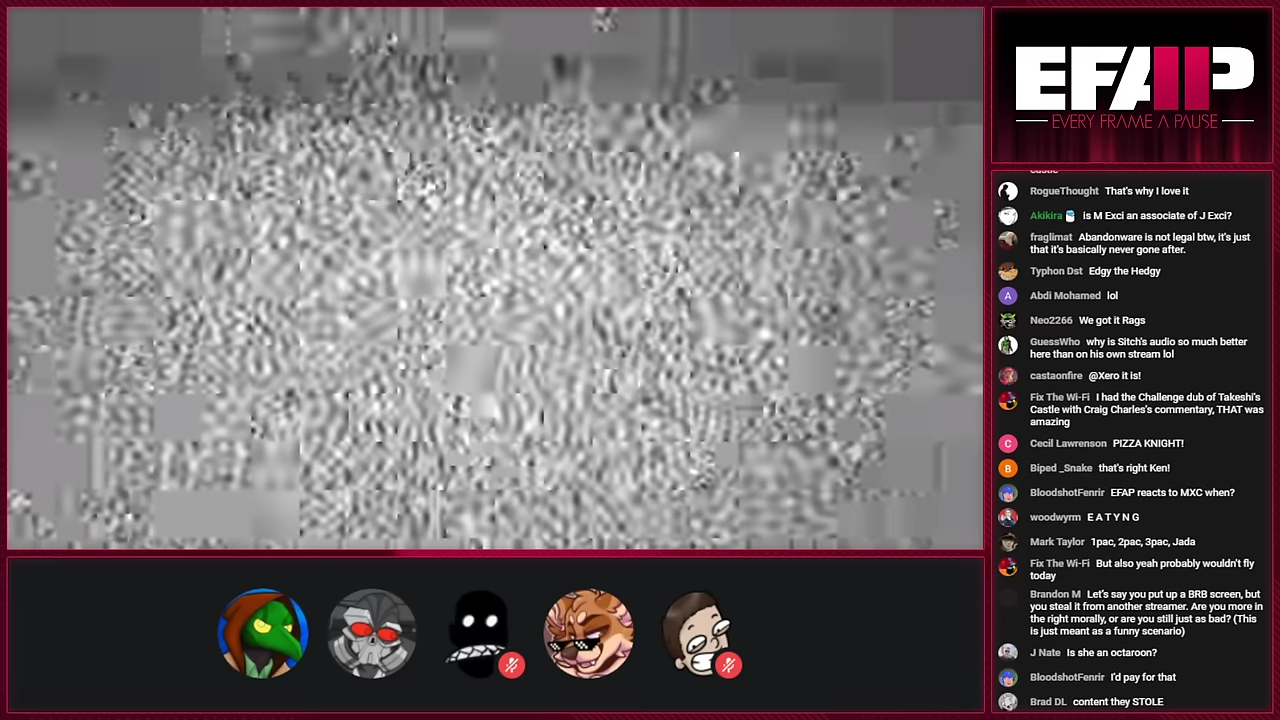 EFAP
EVERY FRAME A PAUSE
castle
RogueThought That's why I love it
Akikira is M Exci an associate of J Exci?
fraglimat Abandonware is not legal btw, it's just
that it's basically never gone after.
Typhon Dst Edgy the Hedgy
A
Abdi Mohamed lol
Neo2266 We got it Rags
GuessWho why is Sitch's audio so much better
here than on his own stream lol
castaonfire @Xero it is!
Fix The Wi-Fi I had the Challenge dub of Takeshi's
Castle with Craig Charles's commentary, THAT was
amazing
C
Cecil Lawrenson PIZZA KNIGHT!
B
Biped _Snake that's right Ken!
BloodshotFenrir EFAP reacts to MXC when?
woodwyrm E A T Y N G
Mark Taylor 1pac, 2pac, 3pac, Jada
Fix The Wi-Fi But also yeah probably wouldn't fly
today
Brandon M Let's say you put up a BRB screen, but
you steal it from another streamer. Are you more in
the right morally, or are you still just as bad? (This
is just meant as a funny scenario)
J Nate Is she an octaroon?
BloodshotFenrir I'd pay for that
Brad DL content they STOLE